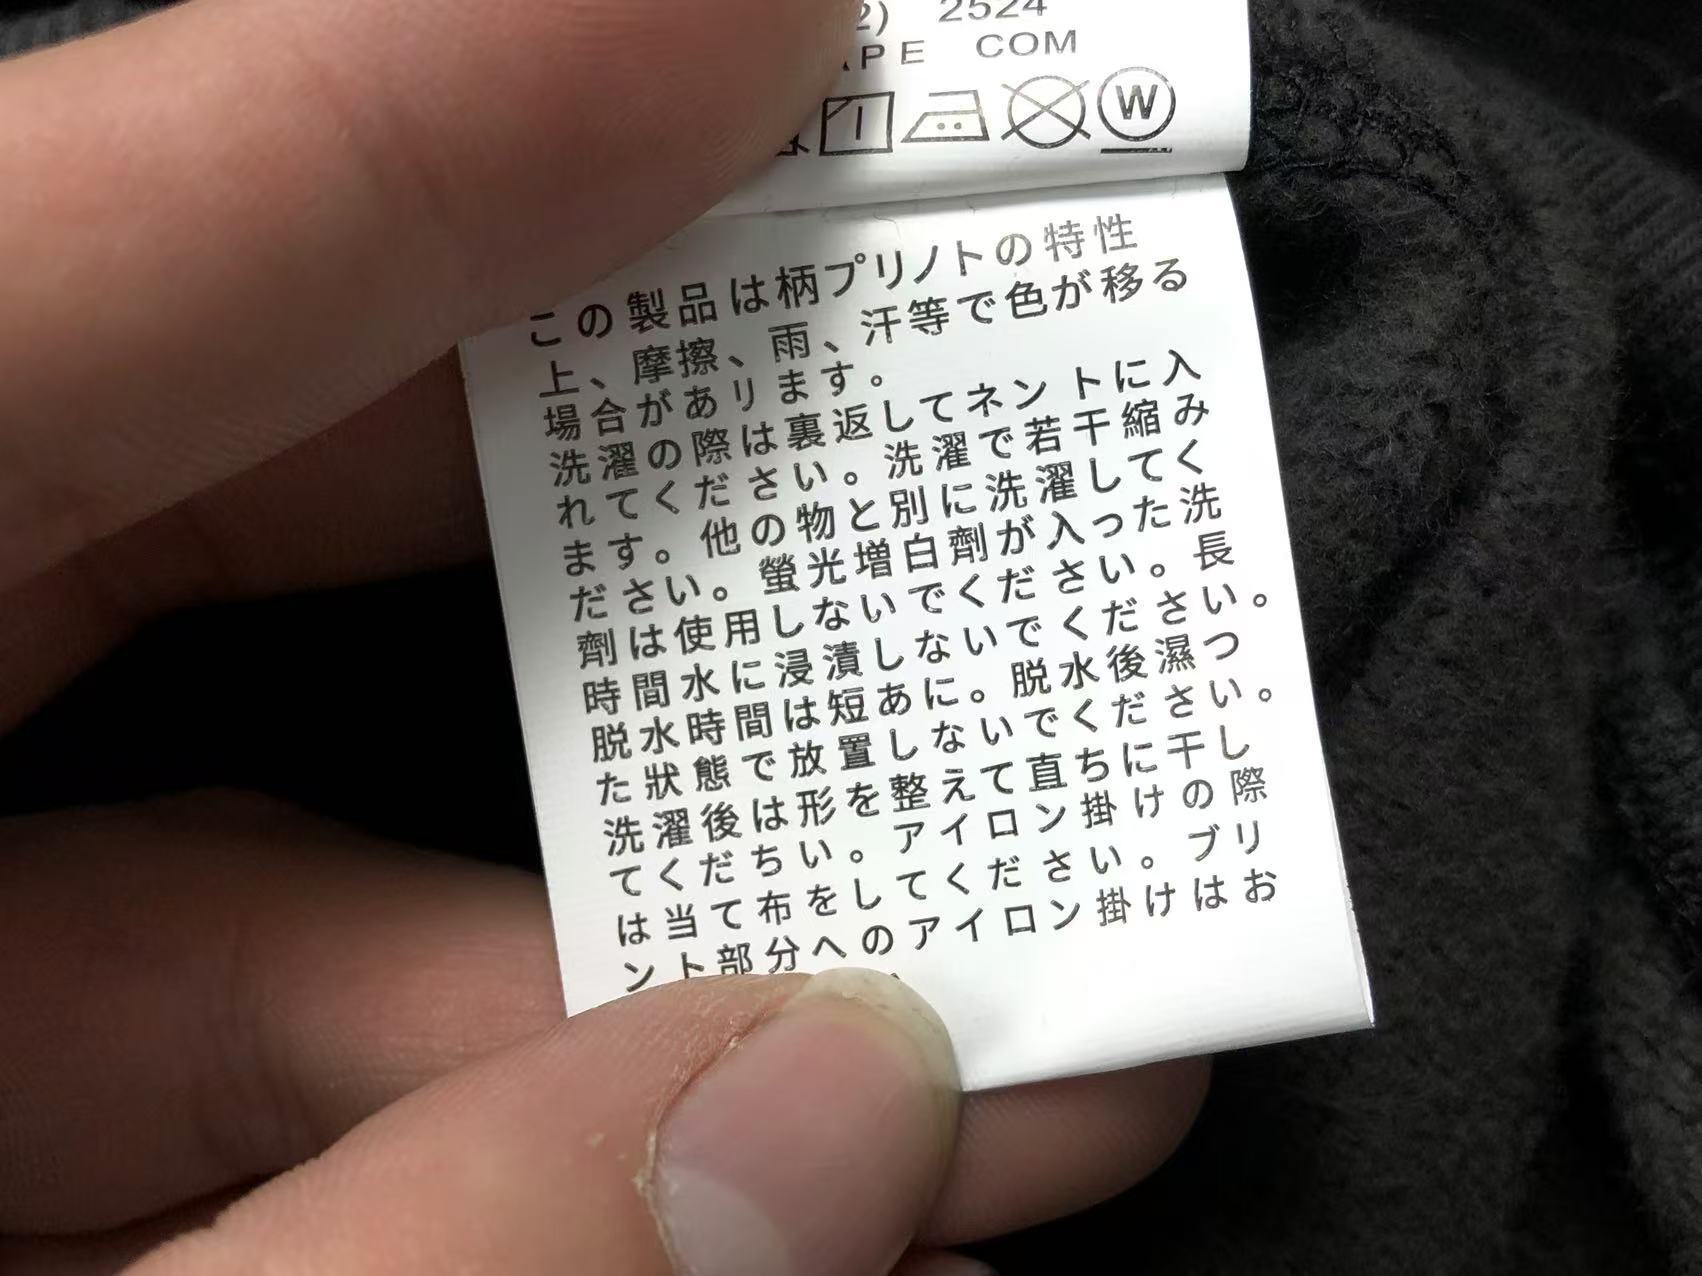 2) 2524
APE COM
W
この製品は柄プリノトの特性
上、摩擦、雨、汗等で色が移る
場合があリます。
洗濯の際は裏返してネントに入
れてください。洗濯で若干縮み
ます。他の物と別に洗濯してく
ださい。螢光増白劑が入った洗
劑は使用しないでください。長
時間水に浸漬しないでください。
脱水時間は短あに。脱水後濕つ
た狀態で放置しないでください。
洗濯後は形を整えて直ちに干し
てくだちい。アイロン掛けの際
は当て布をしてください。ブリ
ント部分へのアイロン掛けはお